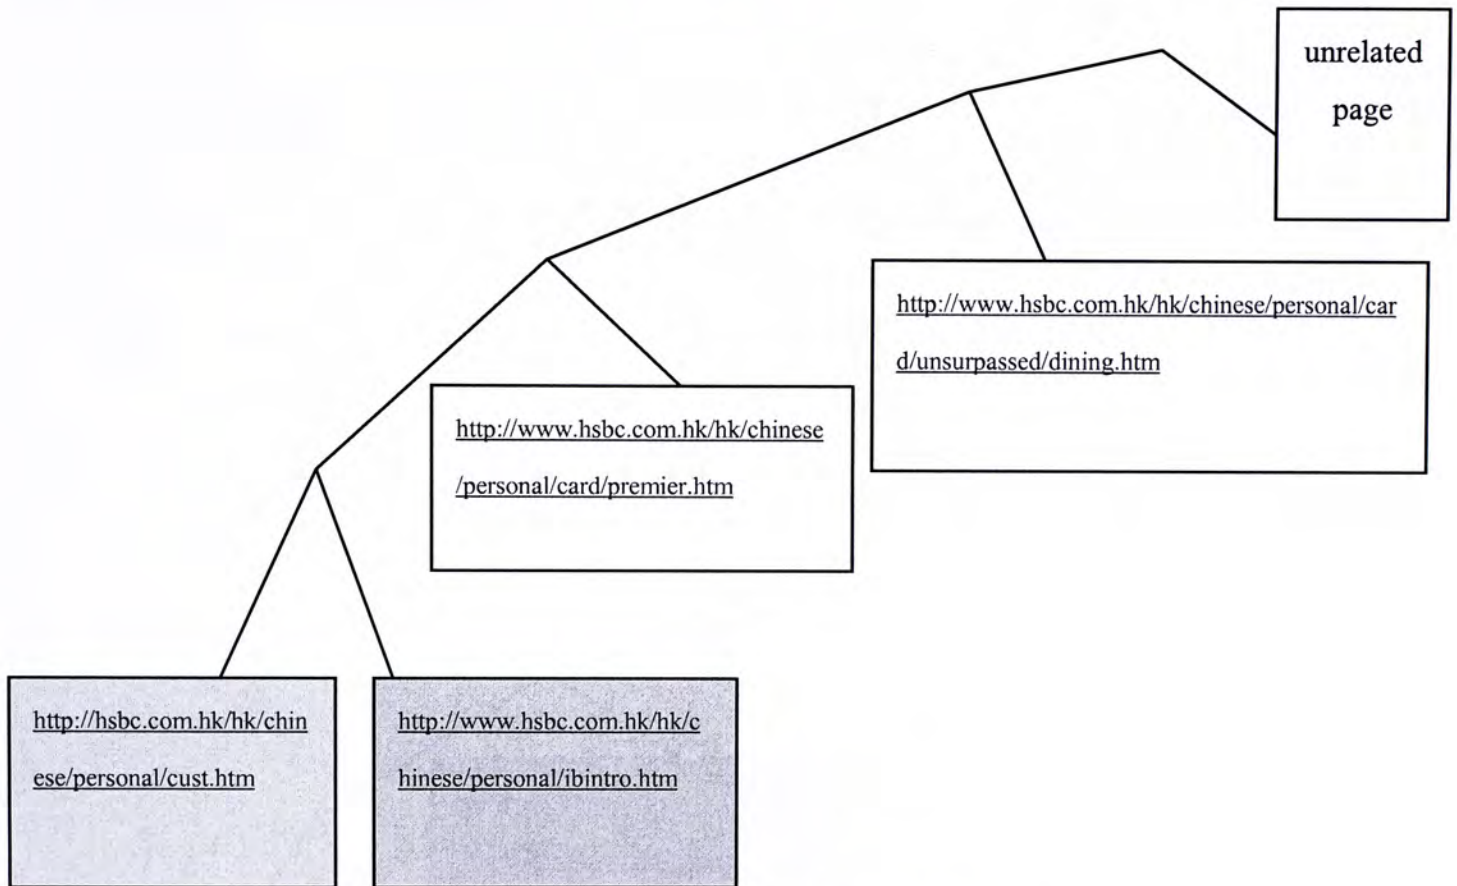 unrelated
page
http://www.hsbc.com.hk/hk/chinese/personal/car
d/unsurpassed/dining.htm
http://www.hsbc.com.hk/hk/chinese
/personal/card/premier.htm
http://hsbc.com.hk/hk/chin
ese/personal/cust.htm
http://www.hsbc.com.hk/hk/c
hinese/personal/ibintro.htm